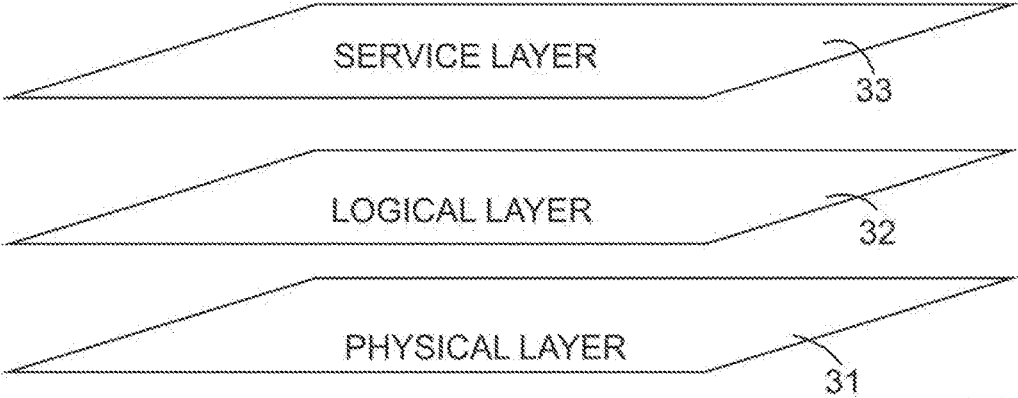 SERVICE LAYER
33
LOGICAL LAYER
32
PHYSICAL LAYER
31